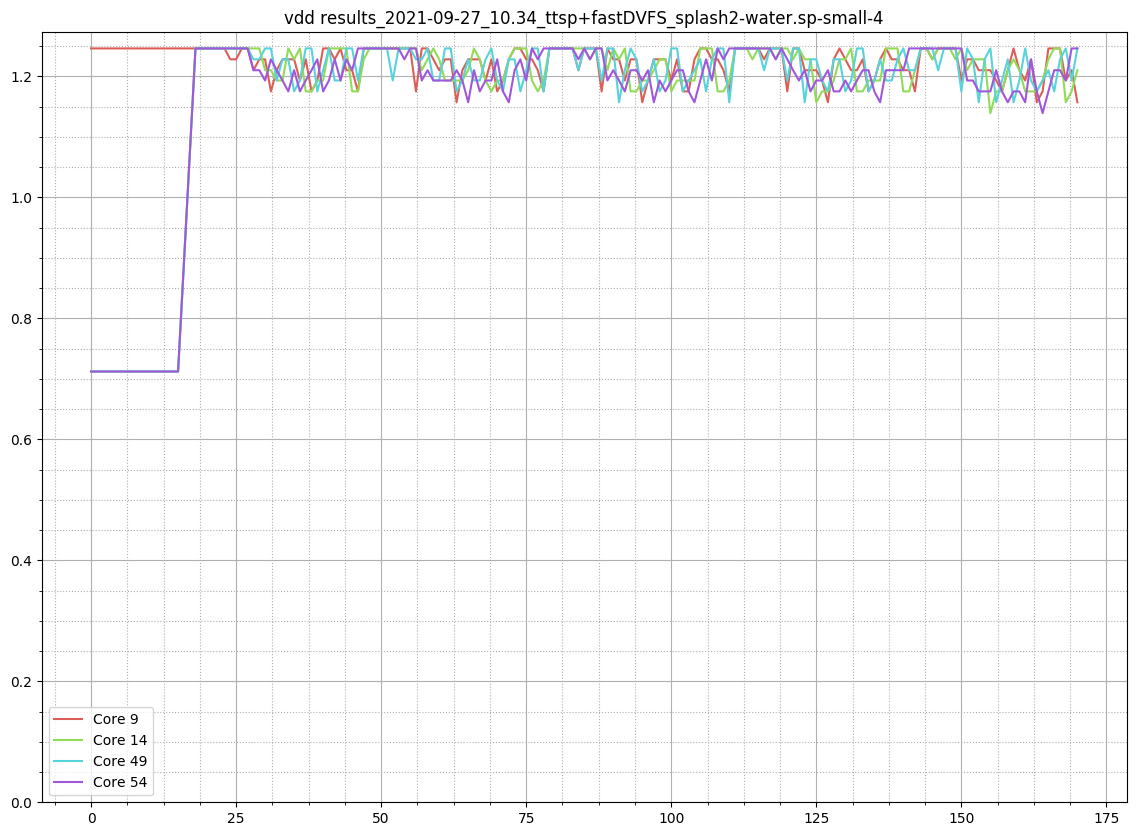 vdd results_2021-09-27_10.34_ttsp+fastDVFS_splash2-water.sp-small-4
1.2
1.0
0.8
0.6
0.4
0.2
0.0
Core 9
Core 14
Core 49
Core 54
0 25 50 75 100 125 150 175